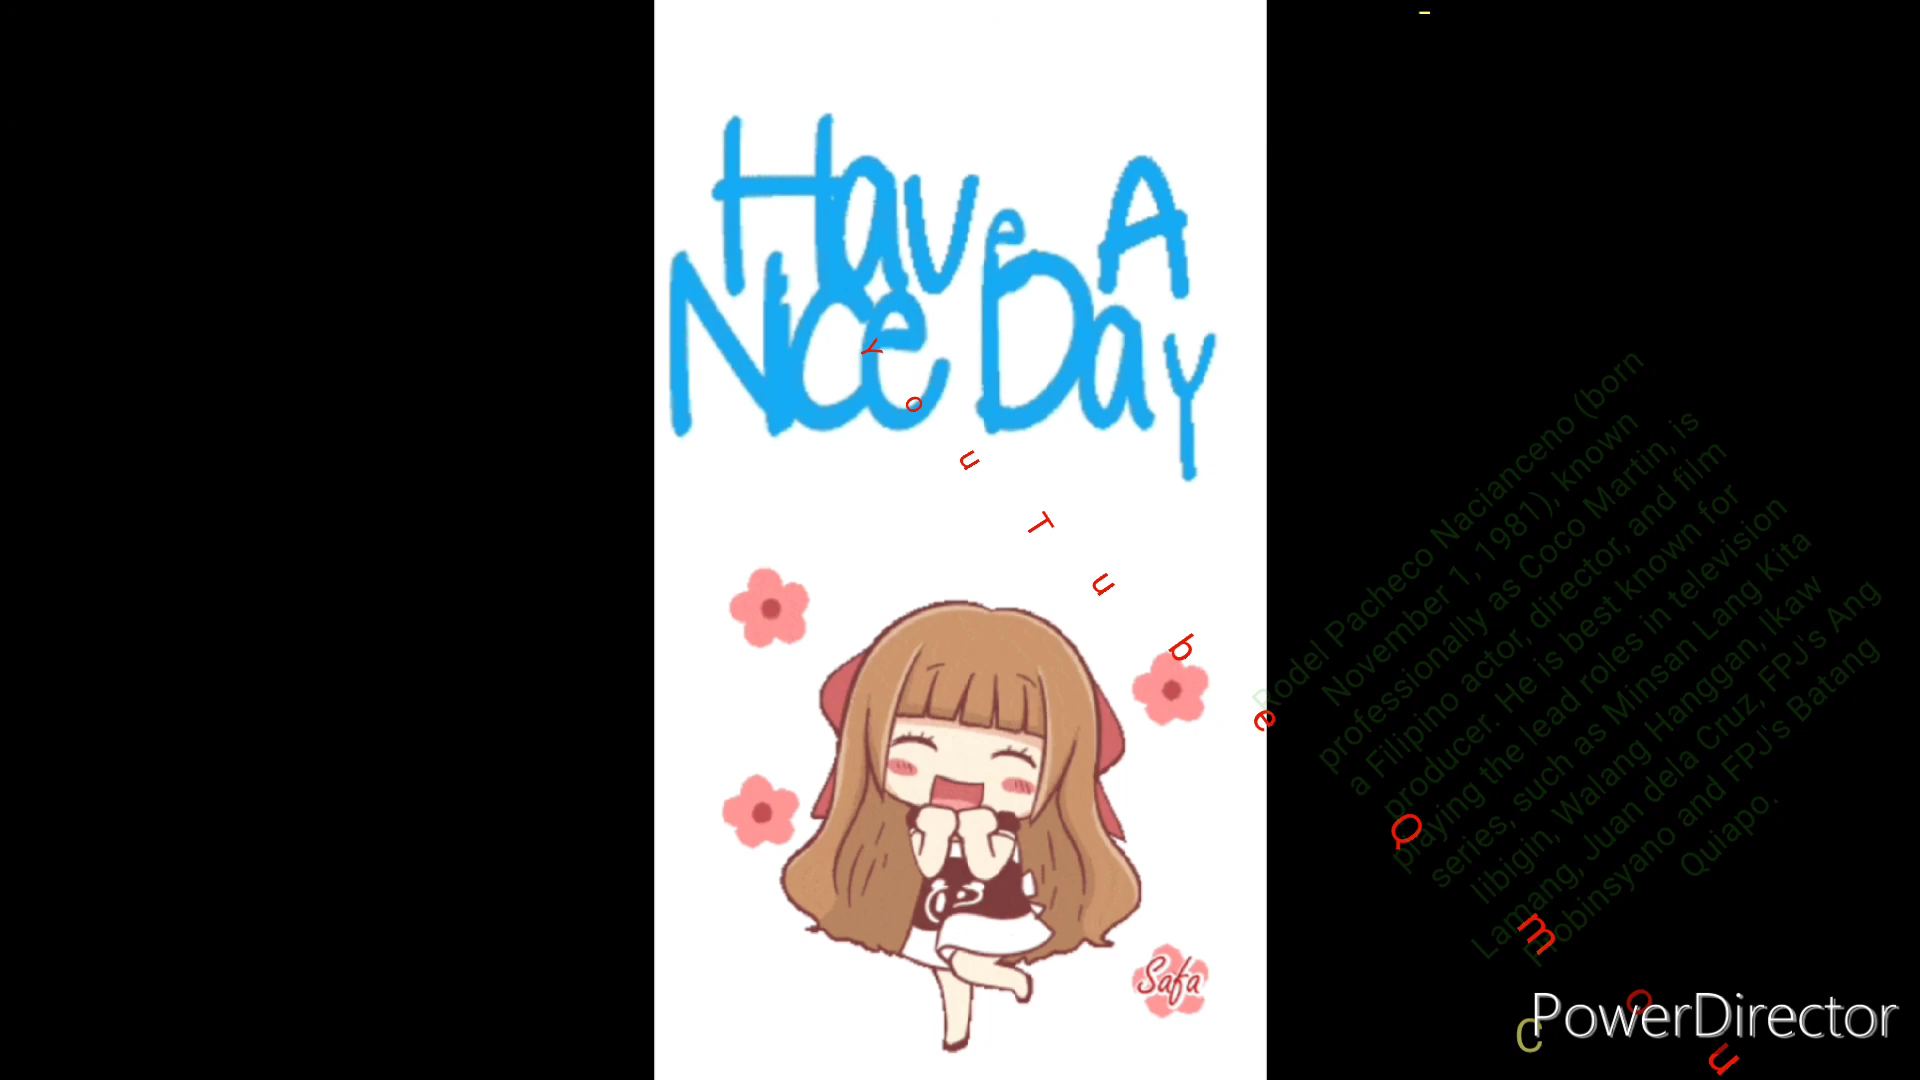 Have A
Nice Day
YouTube
Q m o u
Rodel Pacheco Nacianceno (born
November 1, 1981), known
professionally as Coco Martin, is
a Filipino actor, director, and film
producer. He is best known for
playing the lead roles in television
series, such as Minsan Lang Kita
Iibigin, Walang Hanggan, Ikaw
Lamang, Juan dela Cruz, FPJ's Ang
Probinsyano and FPJ's Batang
Quiapo.
Safa
C
PowerDirector